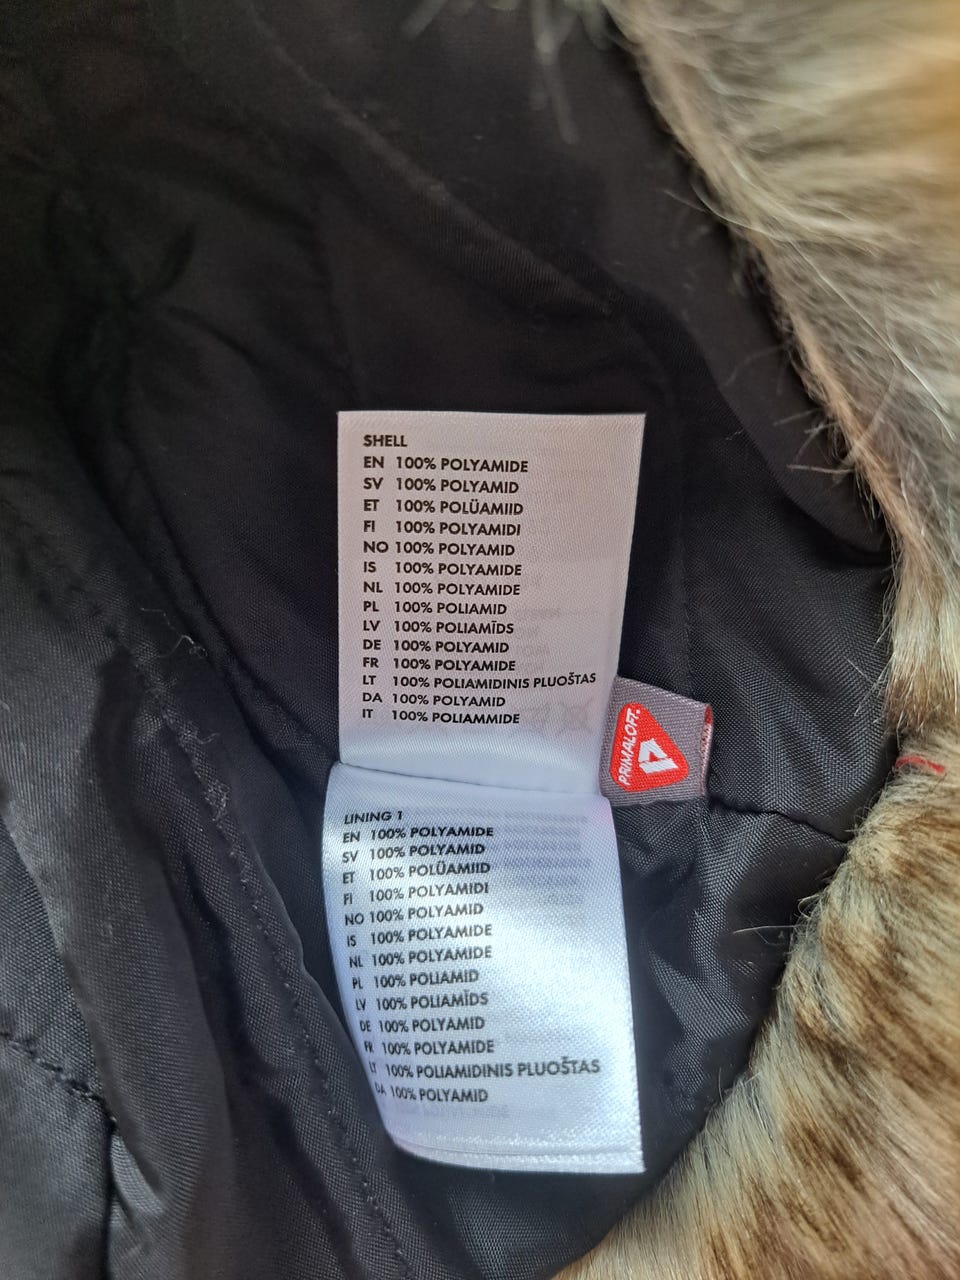 SHELL
EN 100% POLYAMIDE
SV 100% POLYAMID
ET 100% POLÜAMIID
FI 100% POLYAMIDI
NO 100% POLYAMID
IS 100% POLYAMIDE
NL 100% POLYAMIDE
PL 100% POLIAMID
LV 100% POLIAMĪDS
DE 100% POLYAMID
FR 100% POLYAMIDE
LT 100% POLIAMIDINIS PLUOŠTAS
DA 100% POLYAMID
IT 100% POLIAMMIDE
PRIMALOFT.
LINING 1
EN 100% POLYAMIDE
SV 100% POLYAMID
ET 100% POLÜAMIID
FI 100% POLYAMIDI
NO 100% POLYAMID
IS 100% POLYAMIDE
NL 100% POLYAMIDE
PL 100% POLIAMID
LV 100% POLIAMĪDS
DE 100% POLYAMID
FR 100% POLYAMIDE
LT 100% POLIAMIDINIS PLUOŠTAS
DA 100% POLYAMID